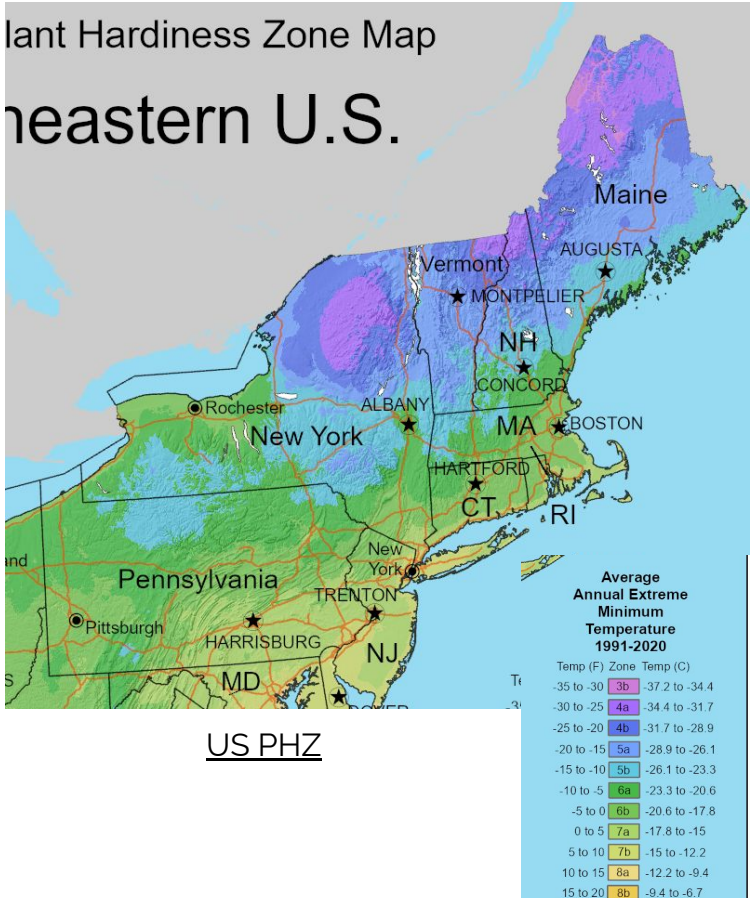 lant Hardiness Zone Map
neastern U.S.
Maine
AUGUSTA
Vermont
MONTPELIER
NH
CONCORD
Rochester
ALBANY
New York
MA
BOSTON
HARTFORD
CT
RI
New
York
Pennsylvania
TRENTON
Pittsburgh
HARRISBURG
NJ
MD
US PHZ
Average
Annual Extreme
Minimum
Temperature
1991-2020
Temp (F) Zone Temp (C)
-35 to -30 3b -37.2 to -34.4
-30 to -25 4a -34.4 to -31.7
-25 to -20 4b -31.7 to -28.9
-20 to -15 5a -28.9 to -26.1
-15 to -10 5b -26.1 to -23.3
-10 to -5 6a -23.3 to -20.6
-5 to 0 6b -20.6 to -17.8
0 to 5 7a -17.8 to -15
5 to 10 7b -15 to -12.2
10 to 15 8a -12.2 to -9.4
15 to 20 8b -9.4 to -6.7